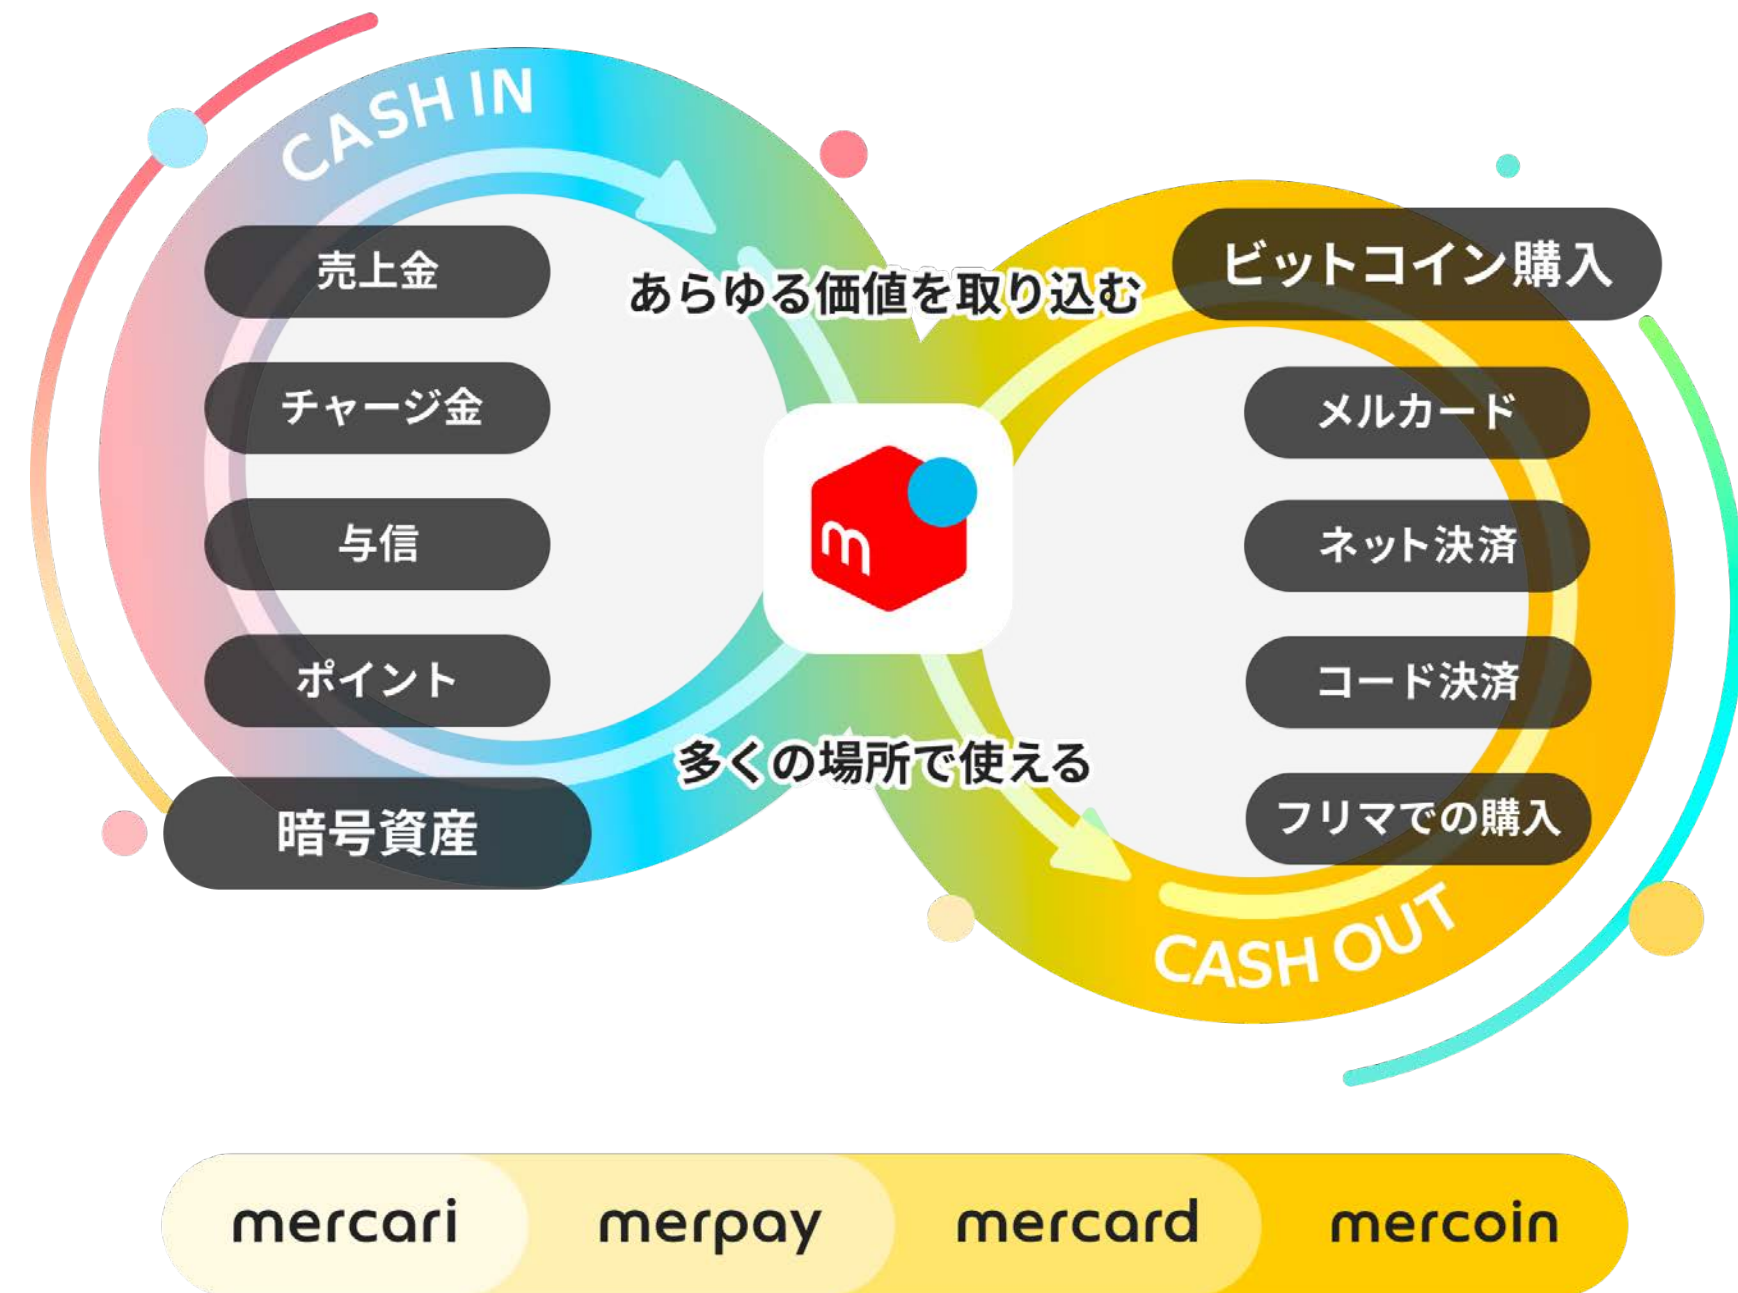 CASH IN
売上金
チャージ金
与信
ポイント
暗号資産
あらゆる価値を取り込む
m
多くの場所で使える
ビットコイン購入
メルカード
ネット決済
コード決済
フリマでの購入
CASH OUT
mercari
merpay
mercard
mercoin